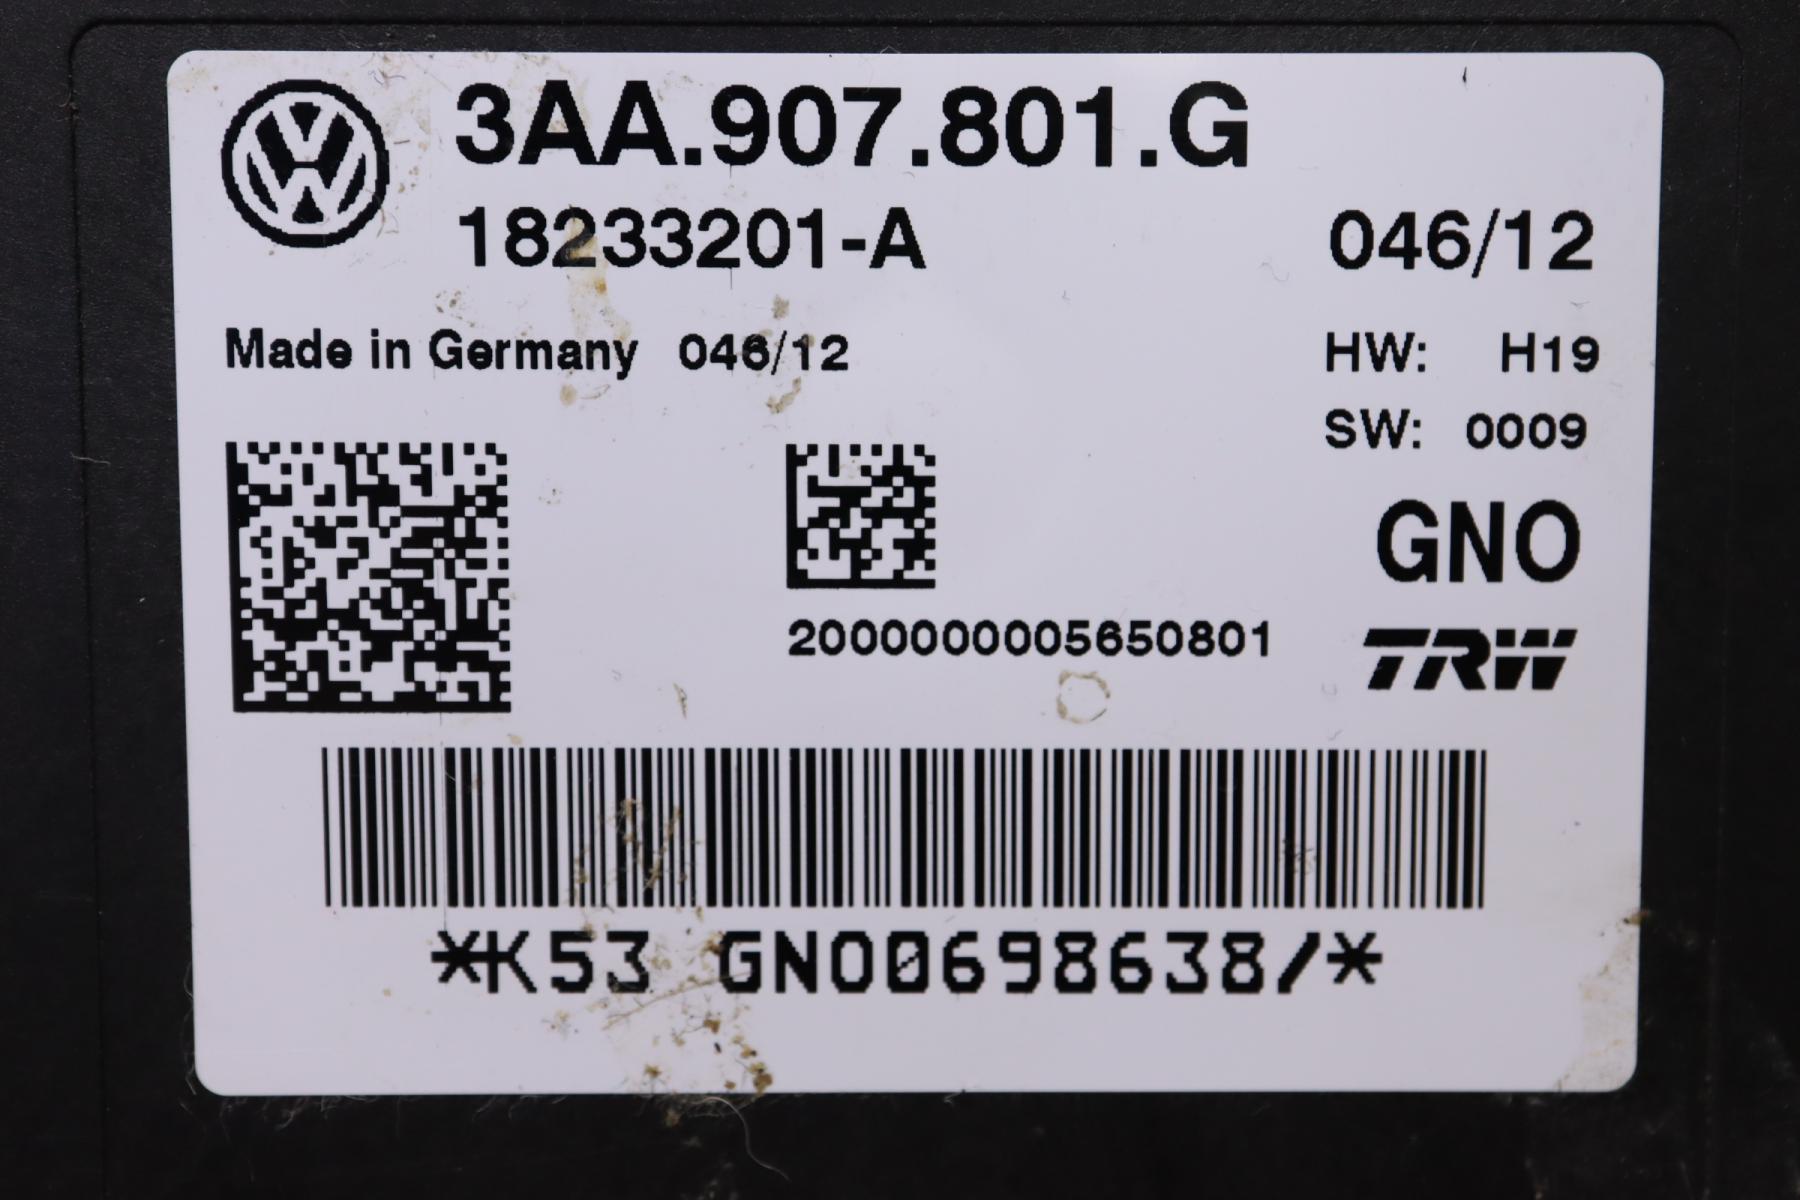 3AA.907.801.G
18233201-A 046/12
Made in Germany 046/12 HW: H19
SW: 0009
GNO
2000000005650801 TRW
*K53 GNO0698638/*